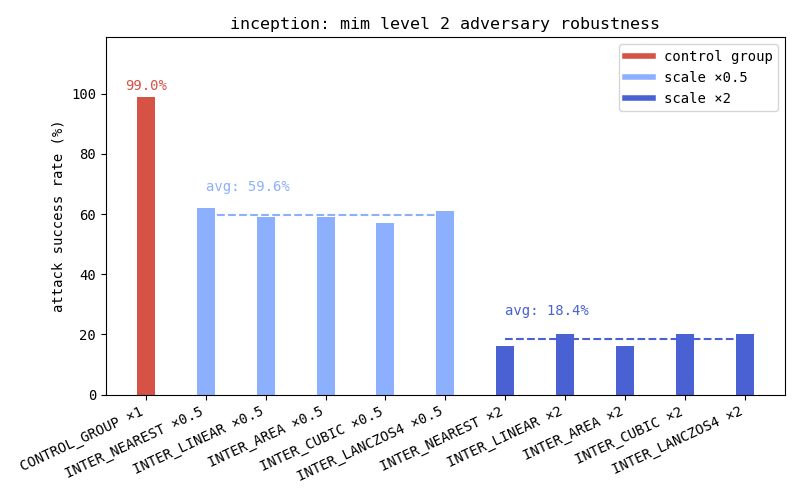 inception: mim level 2 adversary robustness
attack success rate (%)
100
80
60
40
20
0
99.0%
avg: 59.6%
avg: 18.4%
control group
scale ×0.5
scale ×2
CONTROL_GROUP ×1
INTER_NEAREST ×0.5
INTER_LINEAR ×0.5
INTER_AREA ×0.5
INTER_CUBIC ×0.5
INTER_LANCZOS4 ×0.5
INTER_NEAREST ×2
INTER_LINEAR ×2
INTER_AREA ×2
INTER_CUBIC ×2
INTER_LANCZOS4 ×2